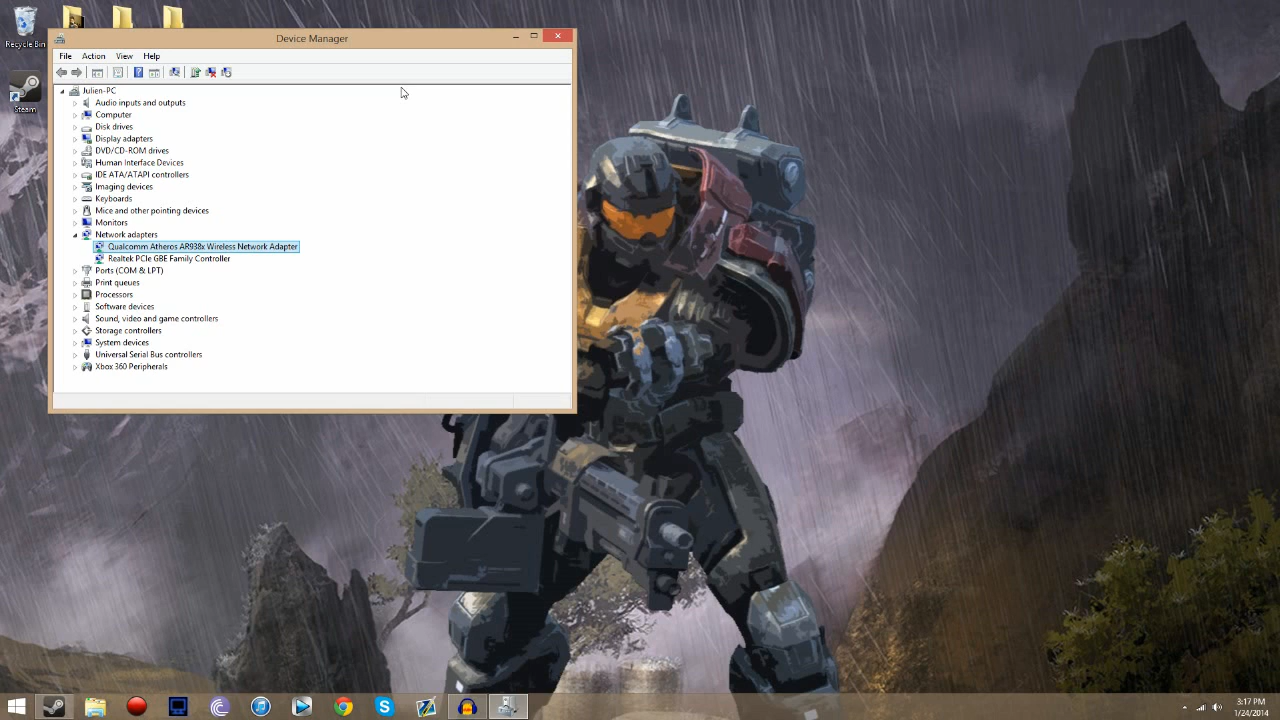 Recycle Bin
Steam
Device Manager
File Action View Help
Julien-PC
Audio inputs and outputs
Computer
Disk drives
Display adapters
DVD/CD-ROM drives
Human Interface Devices
IDE ATA/ATAPI controllers
Imaging devices
Keyboards
Mice and other pointing devices
Monitors
Network adapters
Qualcomm Atheros AR938x Wireless Network Adapter
Realtek PCIe GBE Family Controller
Ports (COM & LPT)
Print queues
Processors
Software devices
Sound, video and game controllers
Storage controllers
System devices
Universal Serial Bus controllers
Xbox 360 Peripherals
3:17 PM
1/24/2014